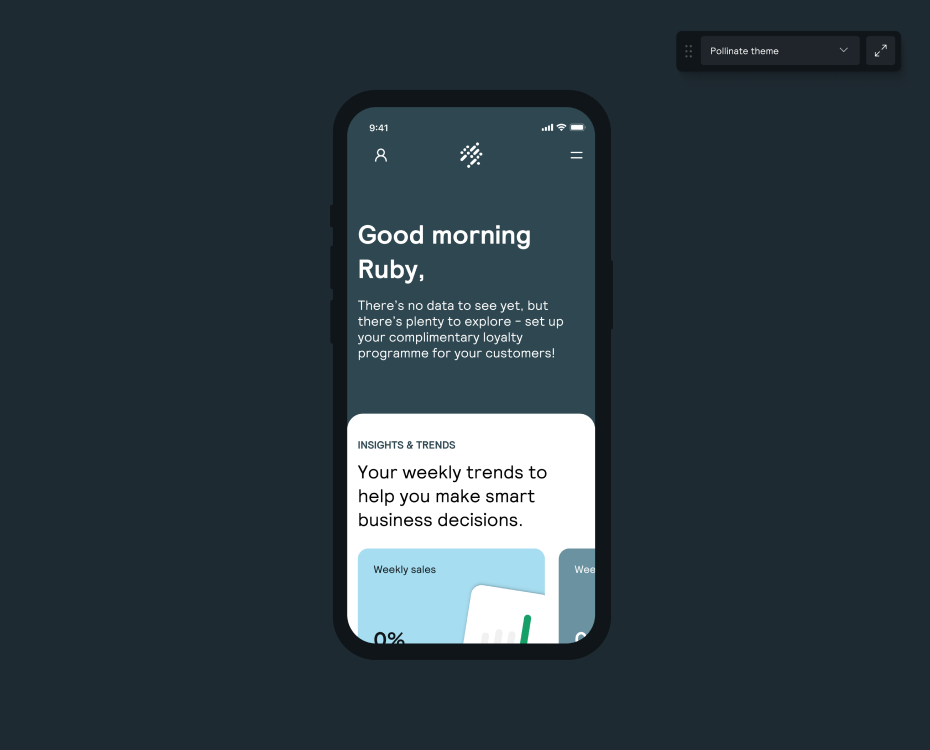 Pollinate theme
9:41
Good morning
Ruby,
There's no data to see yet, but
there's plenty to explore – set up
your complimentary loyalty
programme for your customers!
INSIGHTS & TRENDS
Your weekly trends to
help you make smart
business decisions.
Weekly sales
Wee
0%